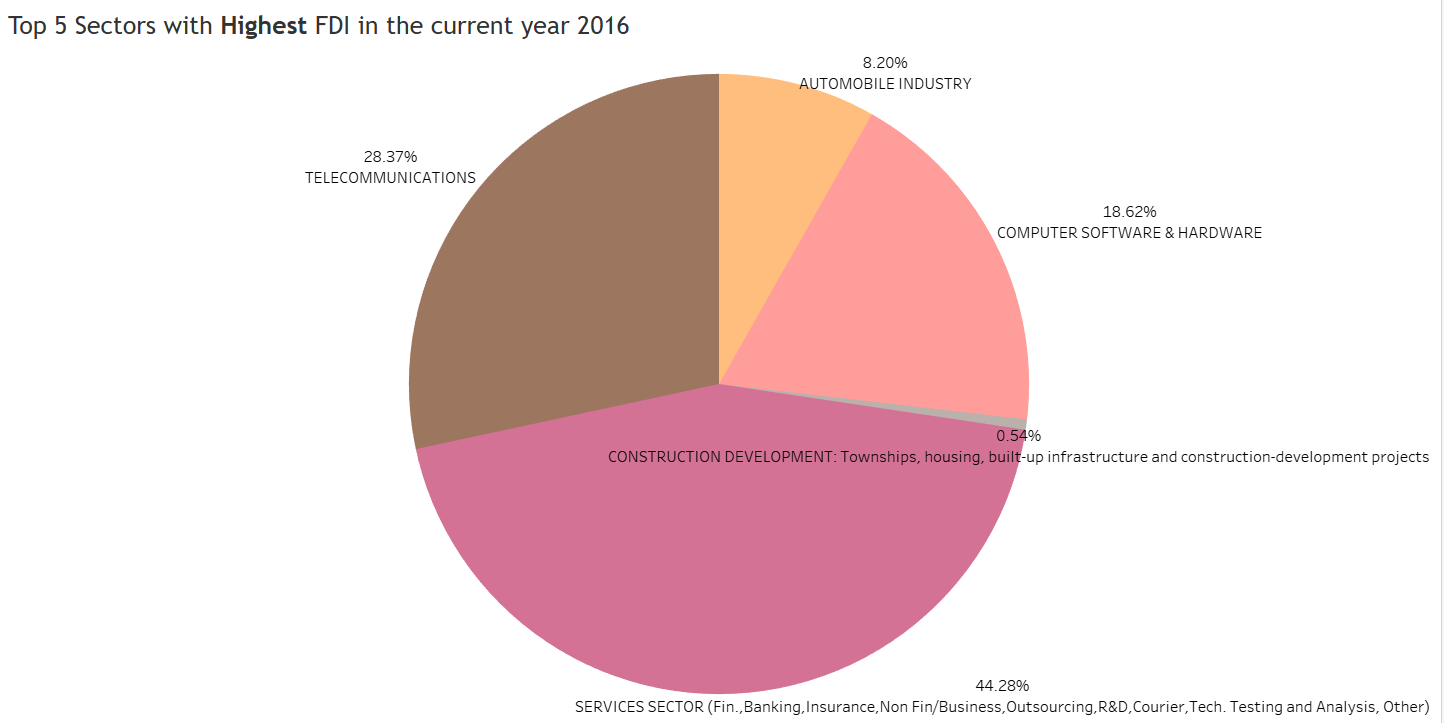 Top 5 Sectors with Highest FDI in the current year 2016
8.20%
AUTOMOBILE INDUSTRY
28.37%
TELECOMMUNICATIONS
18.62%
COMPUTER SOFTWARE & HARDWARE
0.54%
CONSTRUCTION DEVELOPMENT: Townships, housing, built-up infrastructure and construction-development projects
44.28%
SERVICES SECTOR (Fin.,Banking,Insurance,Non Fin/Business,Outsourcing,R&D,Courier,Tech. Testing and Analysis, Other)